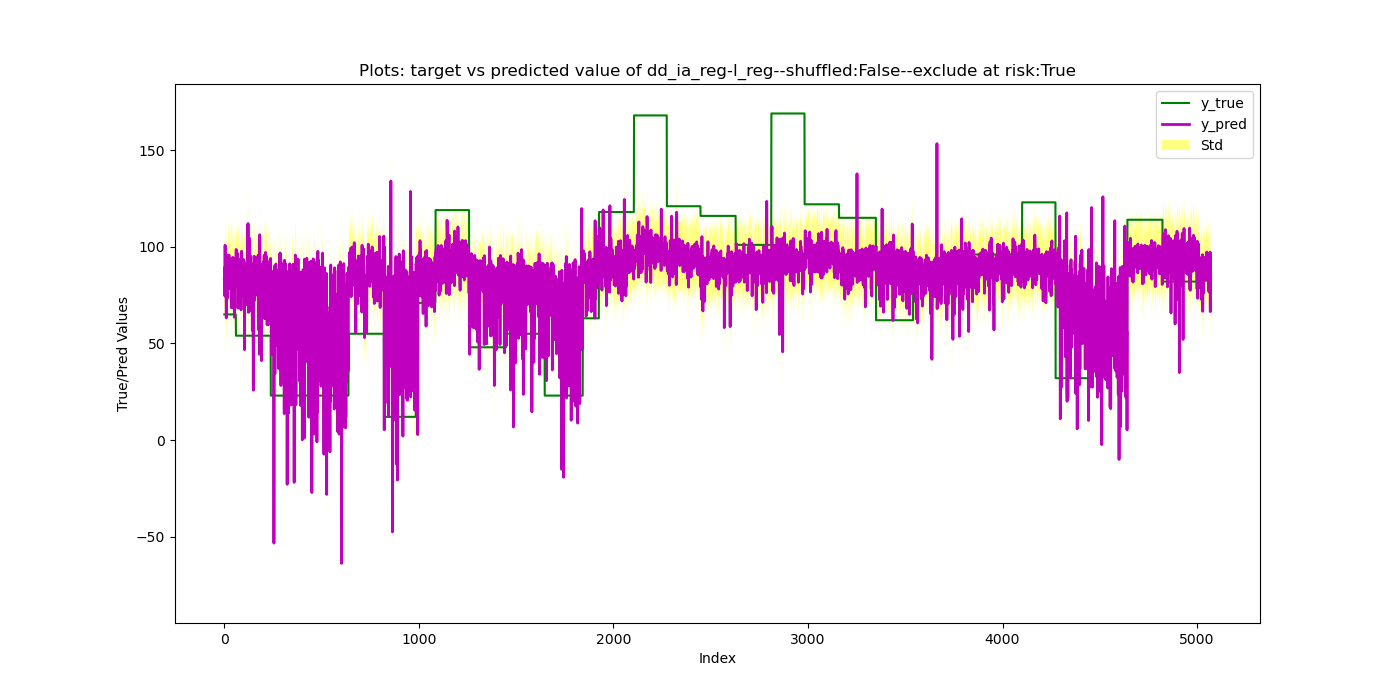 Plots: target vs predicted value of dd_ia_reg-l_reg--shuffled:False--exclude at risk:True
y_true
y_pred
Std
True/Pred Values
150
100
50
0
−50
0 1000 2000 3000 4000 5000
Index